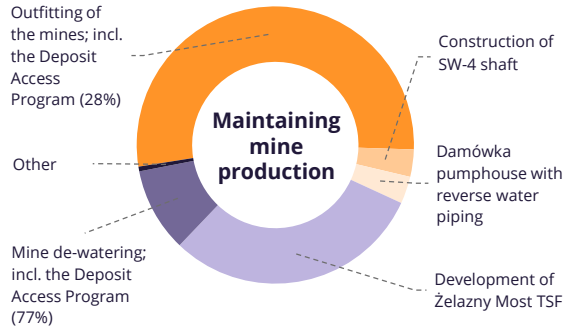 Outfitting of
the mines; incl.
the Deposit
Access
Program (28%)
Other
Mine de-watering;
incl. the Deposit
Access Program
(77%)
Maintaining
mine
production
Construction of
SW-4 shaft
Damówka
pumphouse with
reverse water
piping
Development of
Żelazny Most TSF